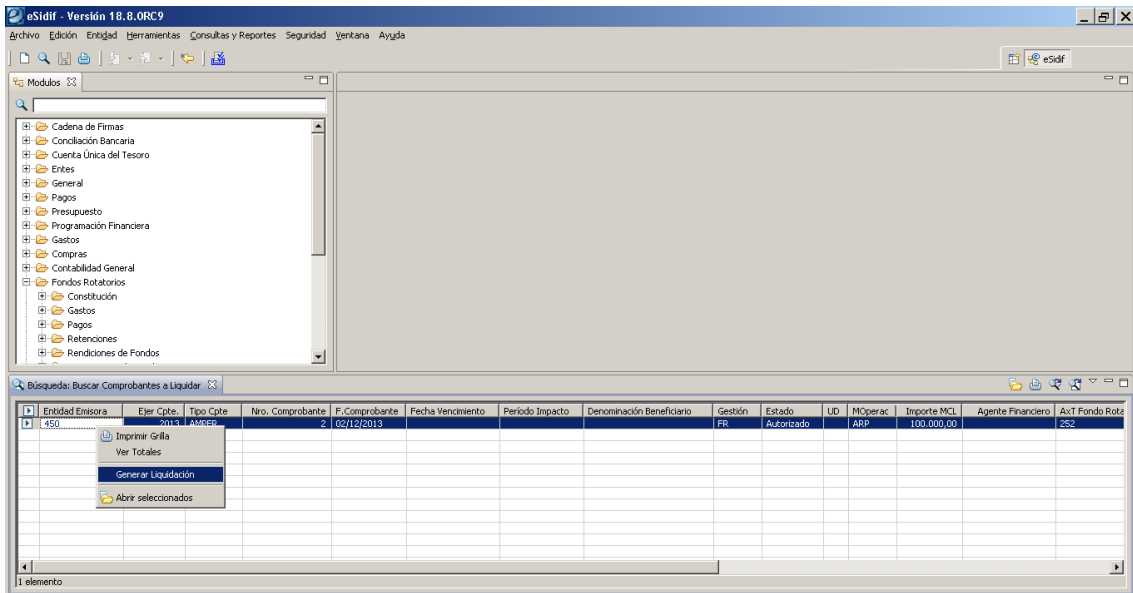 eSidif - Versión 18.8.0RC9
Archivo Edición Entidad Herramientas Consultas y Reportes Seguridad Ventana Ayuda
eSidif
Modulos
Cadena de Firmas
Conciliación Bancaria
Cuenta Única del Tesoro
Entes
General
Pagos
Presupuesto
Programación Financiera
Gastos
Compras
Contabilidad General
Fondos Rotatorios
Constitución
Gastos
Pagos
Retenciones
Rendiciones de Fondos
Búsqueda: Buscar Comprobantes a Liquidar
Entidad Emisora Ejer Cpte. Tipo Cpte Nro. Comprobante F.Comprobante Fecha Vencimiento Período Impacto Denominación Beneficiario Gestión Estado UD MOperac Importe MCL Agente Financiero AxT Fondo Rota
450 2013 AMPFR 2 02/12/2013 FR Autorizado ARP 100.000,00 252
Imprimir Grilla
Ver Totales
Generar Liquidación
Abrir seleccionados
1 elemento